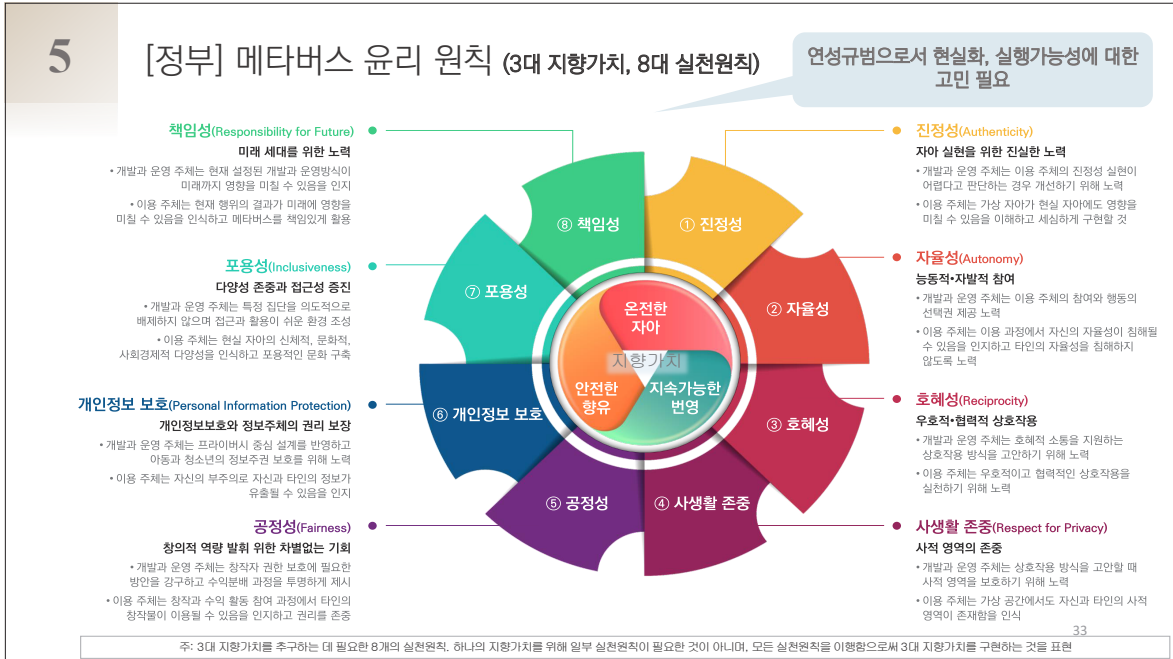 5
[정부] 메타버스 윤리 원칙 (3대 지향가치, 8대 실천원칙)
연성규범으로서 현실화, 실행가능성에 대한
고민 필요
책임성(Responsibility for Future)
미래 세대를 위한 노력
• 개발과 운영 주체는 현재 설정된 개발과 운영방식이
미래까지 영향을 미칠 수 있음을 인지
• 이용 주체는 현재 행위의 결과가 미래에 영향을
미칠 수 있음을 인식하고 메타버스를 책임있게 활용
포용성(Inclusiveness)
다양성 존중과 접근성 증진
• 개발과 운영 주체는 특정 집단을 의도적으로
배제하지 않으며 접근과 활용이 쉬운 환경 조성
• 이용 주체는 현실 자아의 신체적, 문화적,
사회경제적 다양성을 인식하고 포용적인 문화 구축
개인정보 보호(Personal Information Protection)
개인정보보호와 정보주체의 권리 보장
• 개발과 운영 주체는 프라이버시 중심 설계를 반영하고
아동과 청소년의 정보주권 보호를 위해 노력
• 이용 주체는 자신의 부주의로 자신과 타인의 정보가
유출될 수 있음을 인지
공정성(Fairness)
창의적 역량 발휘 위한 차별없는 기회
• 개발과 운영 주체는 창작자 권한 보호에 필요한
방안을 강구하고 수익분배 과정을 투명하게 제시
• 이용 주체는 창작과 수익 활동 참여 과정에서 타인의
창작물이 이용될 수 있음을 인지하고 권리를 존중
⑧ 책임성
① 진정성
⑦ 포용성
② 자율성
⑥ 개인정보 보호
③ 호혜성
⑤ 공정성
④ 사생활 존중
온전한
자아
지향가치
안전한
향유
지속가능한
번영
진정성(Authenticity)
자아 실현을 위한 진실한 노력
• 개발과 운영 주체는 이용 주체의 진정성 실현이
어렵다고 판단하는 경우 개선하기 위해 노력
• 이용 주체는 가상 자아가 현실 자아에도 영향을
미칠 수 있음을 이해하고 세심하게 구현할 것
자율성(Autonomy)
능동적•자발적 참여
• 개발과 운영 주체는 이용 주체의 참여와 행동의
선택권 제공 노력
• 이용 주체는 이용 과정에서 자신의 자율성이 침해될
수 있음을 인지하고 타인의 자율성을 침해하지
않도록 노력
호혜성(Reciprocity)
우호적•협력적 상호작용
• 개발과 운영 주체는 호혜적 소통을 지원하는
상호작용 방식을 고안하기 위해 노력
• 이용 주체는 우호적이고 협력적인 상호작용을
실천하기 위해 노력
사생활 존중(Respect for Privacy)
사적 영역의 존중
• 개발과 운영 주체는 상호작용 방식을 고안할 때
사적 영역을 보호하기 위해 노력
• 이용 주체는 가상 공간에서도 자신과 타인의 사적
영역이 존재함을 인식
33
주: 3대 지향가치를 추구하는 데 필요한 8개의 실천원칙. 하나의 지향가치를 위해 일부 실천원칙이 필요한 것이 아니며, 모든 실천원칙을 이행함으로써 3대 지향가치를 구현하는 것을 표현